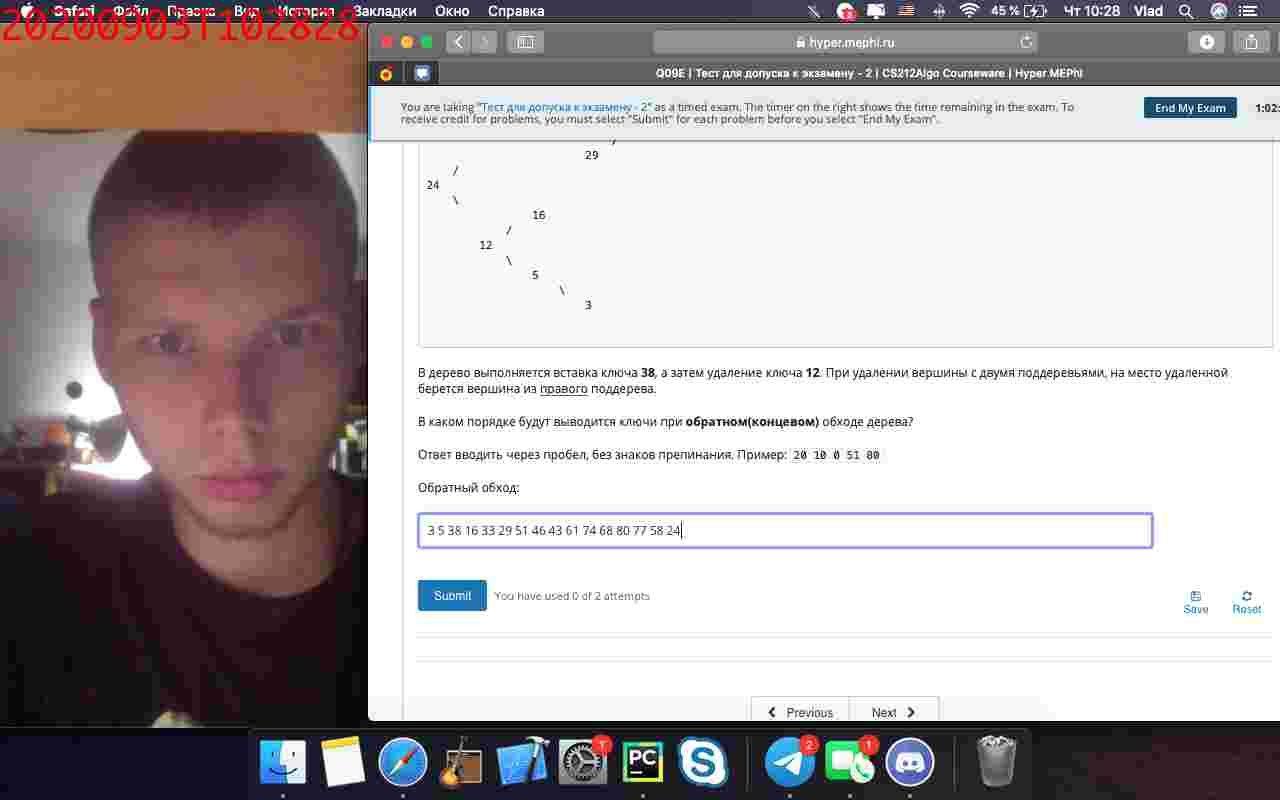 Safari Файл Правка Вид История Закладки Окно Справка 45 % Чт 10:28 Vlad
20200903T102828
hyper.mephi.ru
Q09E | Тест для допуска к экзамену - 2 | CS212Algo Courseware | Hyper.MEPhI
You are taking "Тест для допуска к экзамену - 2" as a timed exam. The timer on the right shows the time remaining in the exam. To
receive credit for problems, you must select "Submit" for each problem before you select "End My Exam".
End My Exam
1:02:
/
29
/
24
\
16
/
12
\
5
\
3
В дерево выполняется вставка ключа 38, а затем удаление ключа 12. При удалении вершины с двумя поддеревьями, на место удаленной
берется вершина из правого поддерева.
В каком порядке будут выводится ключи при обратном(концевом) обходе дерева?
Ответ вводить через пробел, без знаков препинания. Пример: 20 10 0 51 80
Обратный обход:
3 5 38 16 33 29 51 46 43 61 74 68 80 77 58 24
Submit You have used 0 of 2 attempts
Save Reset
Previous Next
1 PC 2 1